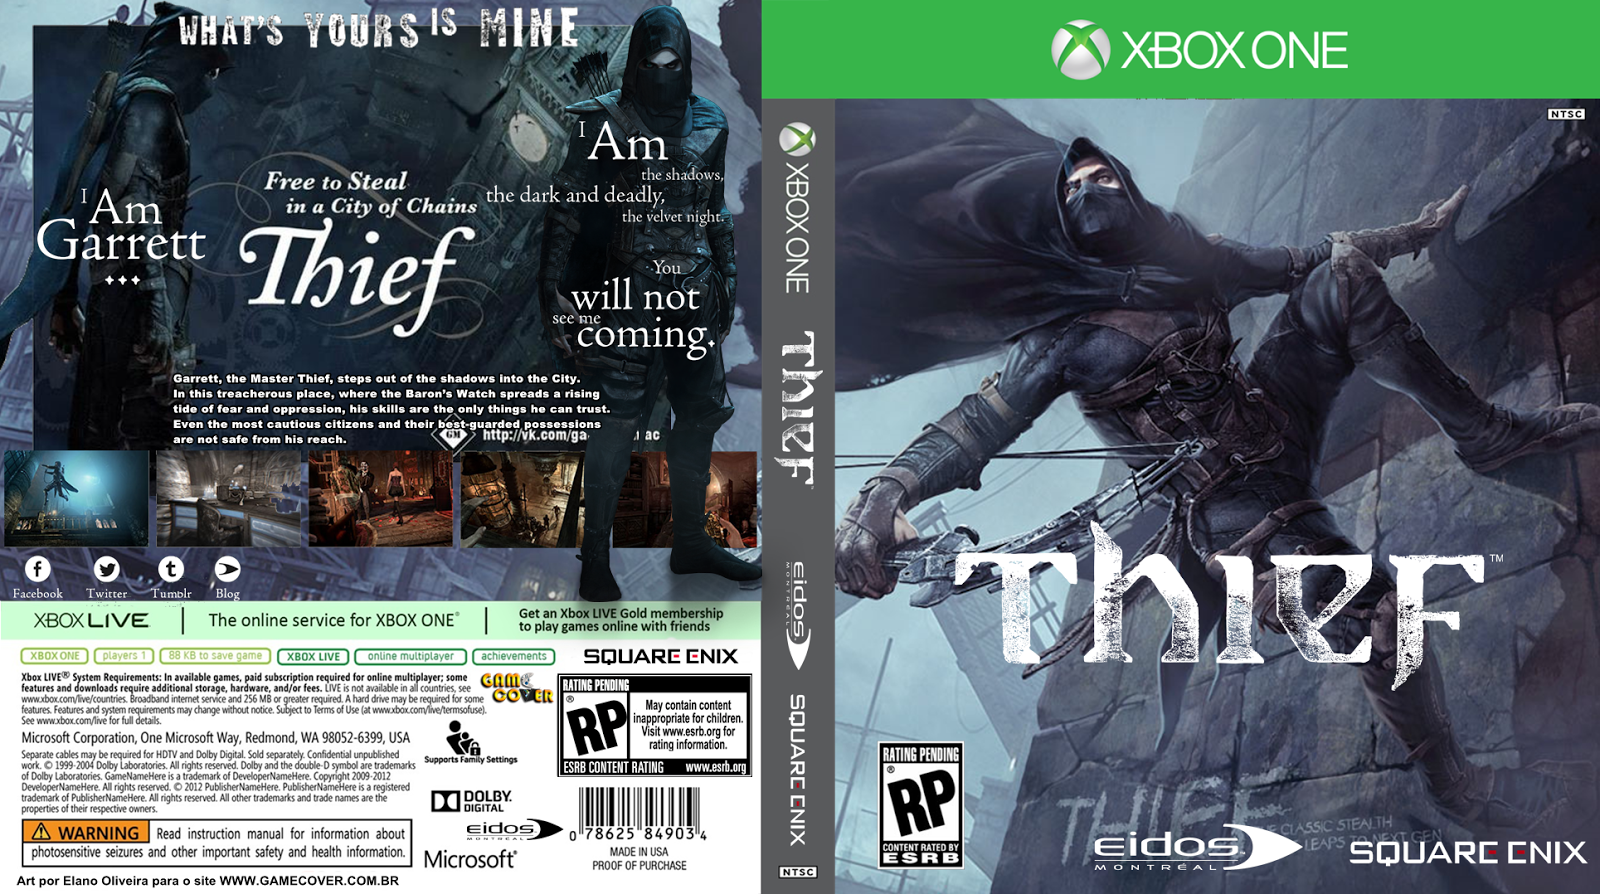 WHAT'S YOURS IS MINE
I Am
Garrett
Free to Steal
in a City of Chains
Thief
I Am
the shadows,
the dark and deadly,
the velvet night.
You
will not
see me
coming.
Garrett, the Master Thief, steps out of the shadows into the City.
In this treacherous place, where the Baron's Watch spreads a rising
tide of fear and oppression, his skills are the only things he can trust.
Even the most cautious citizens and their best-guarded possessions
are not safe from his reach.
GM
http://vk.com/ga
ac
Facebook
Twitter
Tumblr
Blog
XBOX LIVE
The online service for XBOX ONE®
Get an Xbox LIVE Gold membership
to play games online with friends
XBOX ONE
players 1
88 KB to save game
XBOX LIVE
online multiplayer
achievements
Xbox LIVE® System Requirements: In available games, paid subscription required for online multiplayer; some
features and downloads require additional storage, hardware, and/or fees. LIVE is not available in all countries, see
www.xbox.com/live/countries. Broadband internet service and 256 MB or greater required. A hard drive may be required for some
features. Features and system requirements may change without notice. Subject to Terms of Use (at www.xbox.com/live/termsofuse).
See www.xbox.com/live for full details.
Microsoft Corporation, One Microsoft Way, Redmond, WA 98052-6399, USA
Separate cables may be required for HDTV and Dolby Digital. Sold separately. Confidential unpublished
work. © 1999-2004 Dolby Laboratories. All rights reserved. Dolby and the double-D symbol are trademarks
of Dolby Laboratories. GameNameHere is a trademark of DeveloperNameHere. Copyright 2009-2012
DeveloperNameHere. All Rights reserved. © 2012 PublisherNameHere. PublisherNameHere is a registered
trademark of PublisherNameHere. All rights reserved. All other trademarks and trade names are the
properties of their respective owners.
WARNING Read instruction manual for information about
photosensitive seizures and other important safety and health information.
Art por Elano Oliveira para o site WWW.GAMECOVER.COM.BR
GAME
COVER
Supports Family Settings
DOLBY
DIGITAL
eidos
MONTRÉAL
Microsoft®
SQUARE ENIX
RATING PENDING
RP
®
May contain content
inappropriate for children.
Visit www.esrb.org for
rating information.
ESRB CONTENT RATING www.esrb.org
0 78625 84903 4
MADE IN USA
PROOF OF PURCHASE
XBOX ONE
THIEF
eidos
MONTRÉAL
SQUARE ENIX
NTSC
XBOX ONE
NTSC
THIEF™
RATING PENDING
®
RP
CONTENT RATED BY
ESRB
THIEF
CLASSIC STEALTH
LEAPS NEXT GEN
eidos
MONTRÉAL
SQUARE ENIX